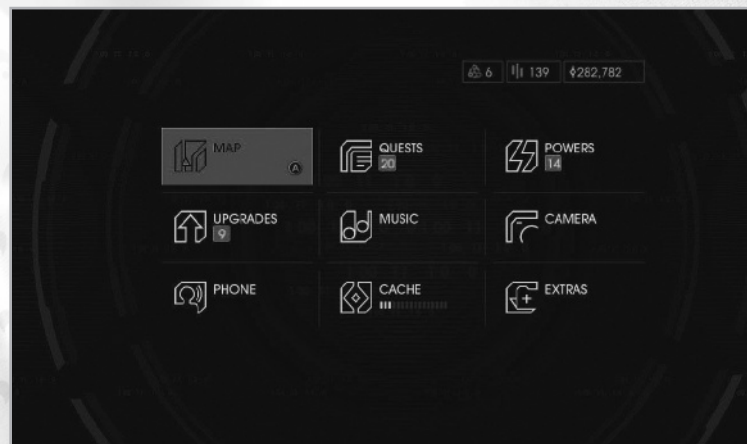 6 139 282,782
MAP
A
QUESTS
20
POWERS
14
UPGRADES
9
MUSIC
CAMERA
PHONE
CACHE
EXTRAS